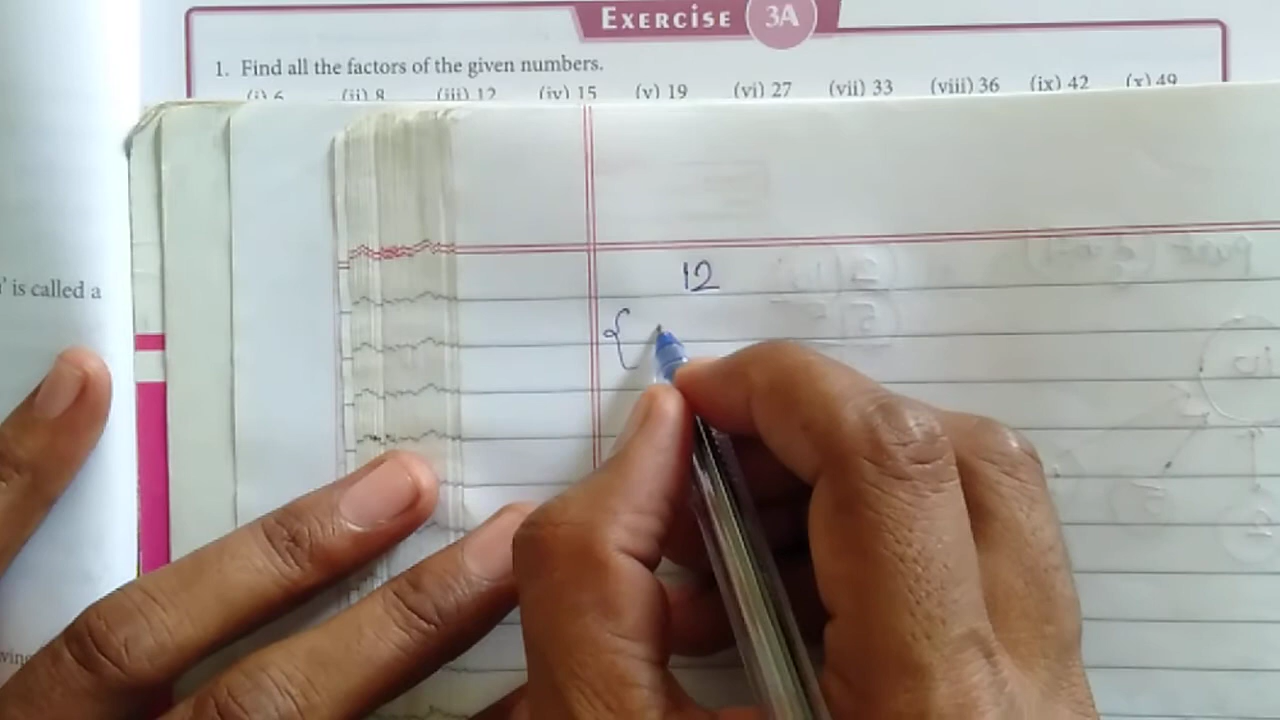 EXERCISE 3A
1. Find all the factors of the given numbers.
(i) 6 (ii) 8 (iii) 12 (iv) 15 (v) 19 (vi) 27 (vii) 33 (viii) 36 (ix) 42 (x) 49
12
{
is called a